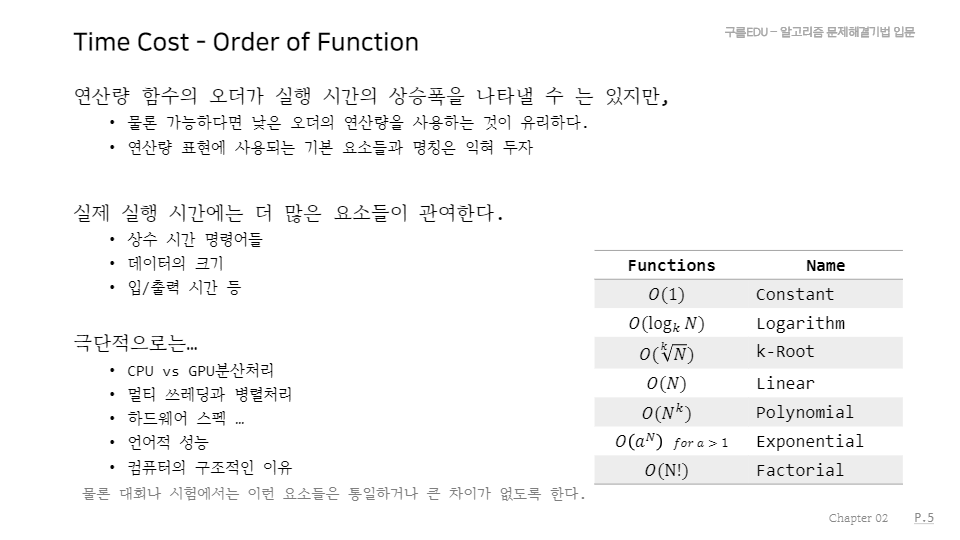 Time Cost - Order of Function
구름EDU – 알고리즘 문제해결기법 입문
연산량 함수의 오더가 실행 시간의 상승폭을 나타낼 수 는 있지만,
• 물론 가능하다면 낮은 오더의 연산량을 사용하는 것이 유리하다.
• 연산량 표현에 사용되는 기본 요소들과 명칭은 익혀 두자
실제 실행 시간에는 더 많은 요소들이 관여한다.
• 상수 시간 명령어들
• 데이터의 크기
• 입/출력 시간 등
극단적으로는…
• CPU vs GPU분산처리
• 멀티 쓰레딩과 병렬처리
• 하드웨어 스펙 …
• 언어적 성능
• 컴퓨터의 구조적인 이유
물론 대회나 시험에서는 이런 요소들은 통일하거나 큰 차이가 없도록 한다.
Functions Name
O(1) Constant
O(logₖ N) Logarithm
O(ᵏ√N) k-Root
O(N) Linear
O(Nᵏ) Polynomial
O(aᴺ) for a > 1 Exponential
O(N!) Factorial
Chapter 02 P.5